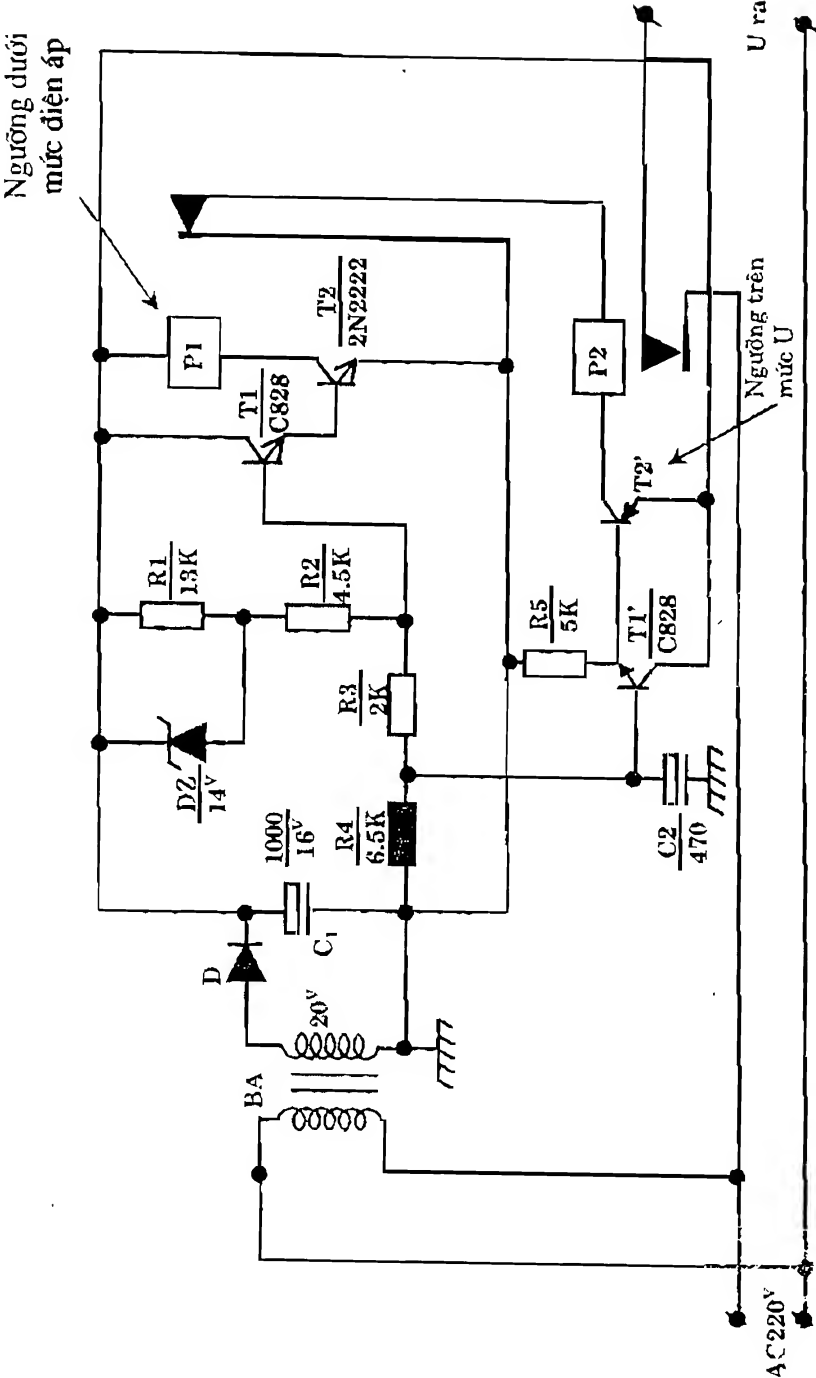 Ngưỡng dưới
mức điện áp
P1
T2
2N2222
T1
C828
R1
13K
R2
4.5K
DZ
14V
R3
2K
R4
6.5K
1000
16V
C1
D
20V
BA
R5
5K
T1'
C828
T2'
P2
Ngưỡng trên
mức U
C2
470
U ra
AC220V